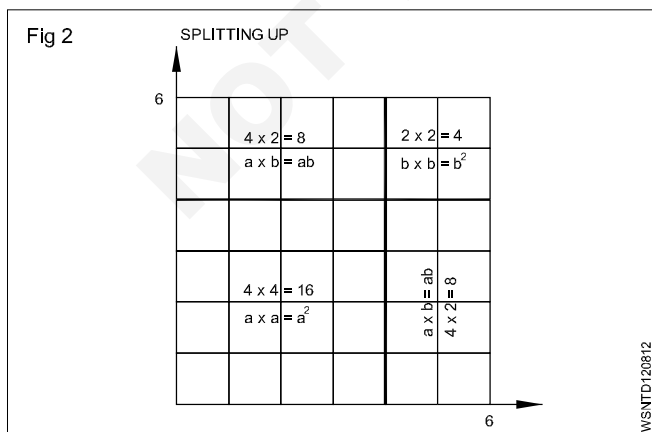 Fig 2
SPLITTING UP
6
4 x 2 = 8
a x b = ab
2 x 2 = 4
b x b = b²
4 x 4 = 16
a x a = a²
a x b = ab
4 x 2 = 8
6
WSNTD120812
NOT